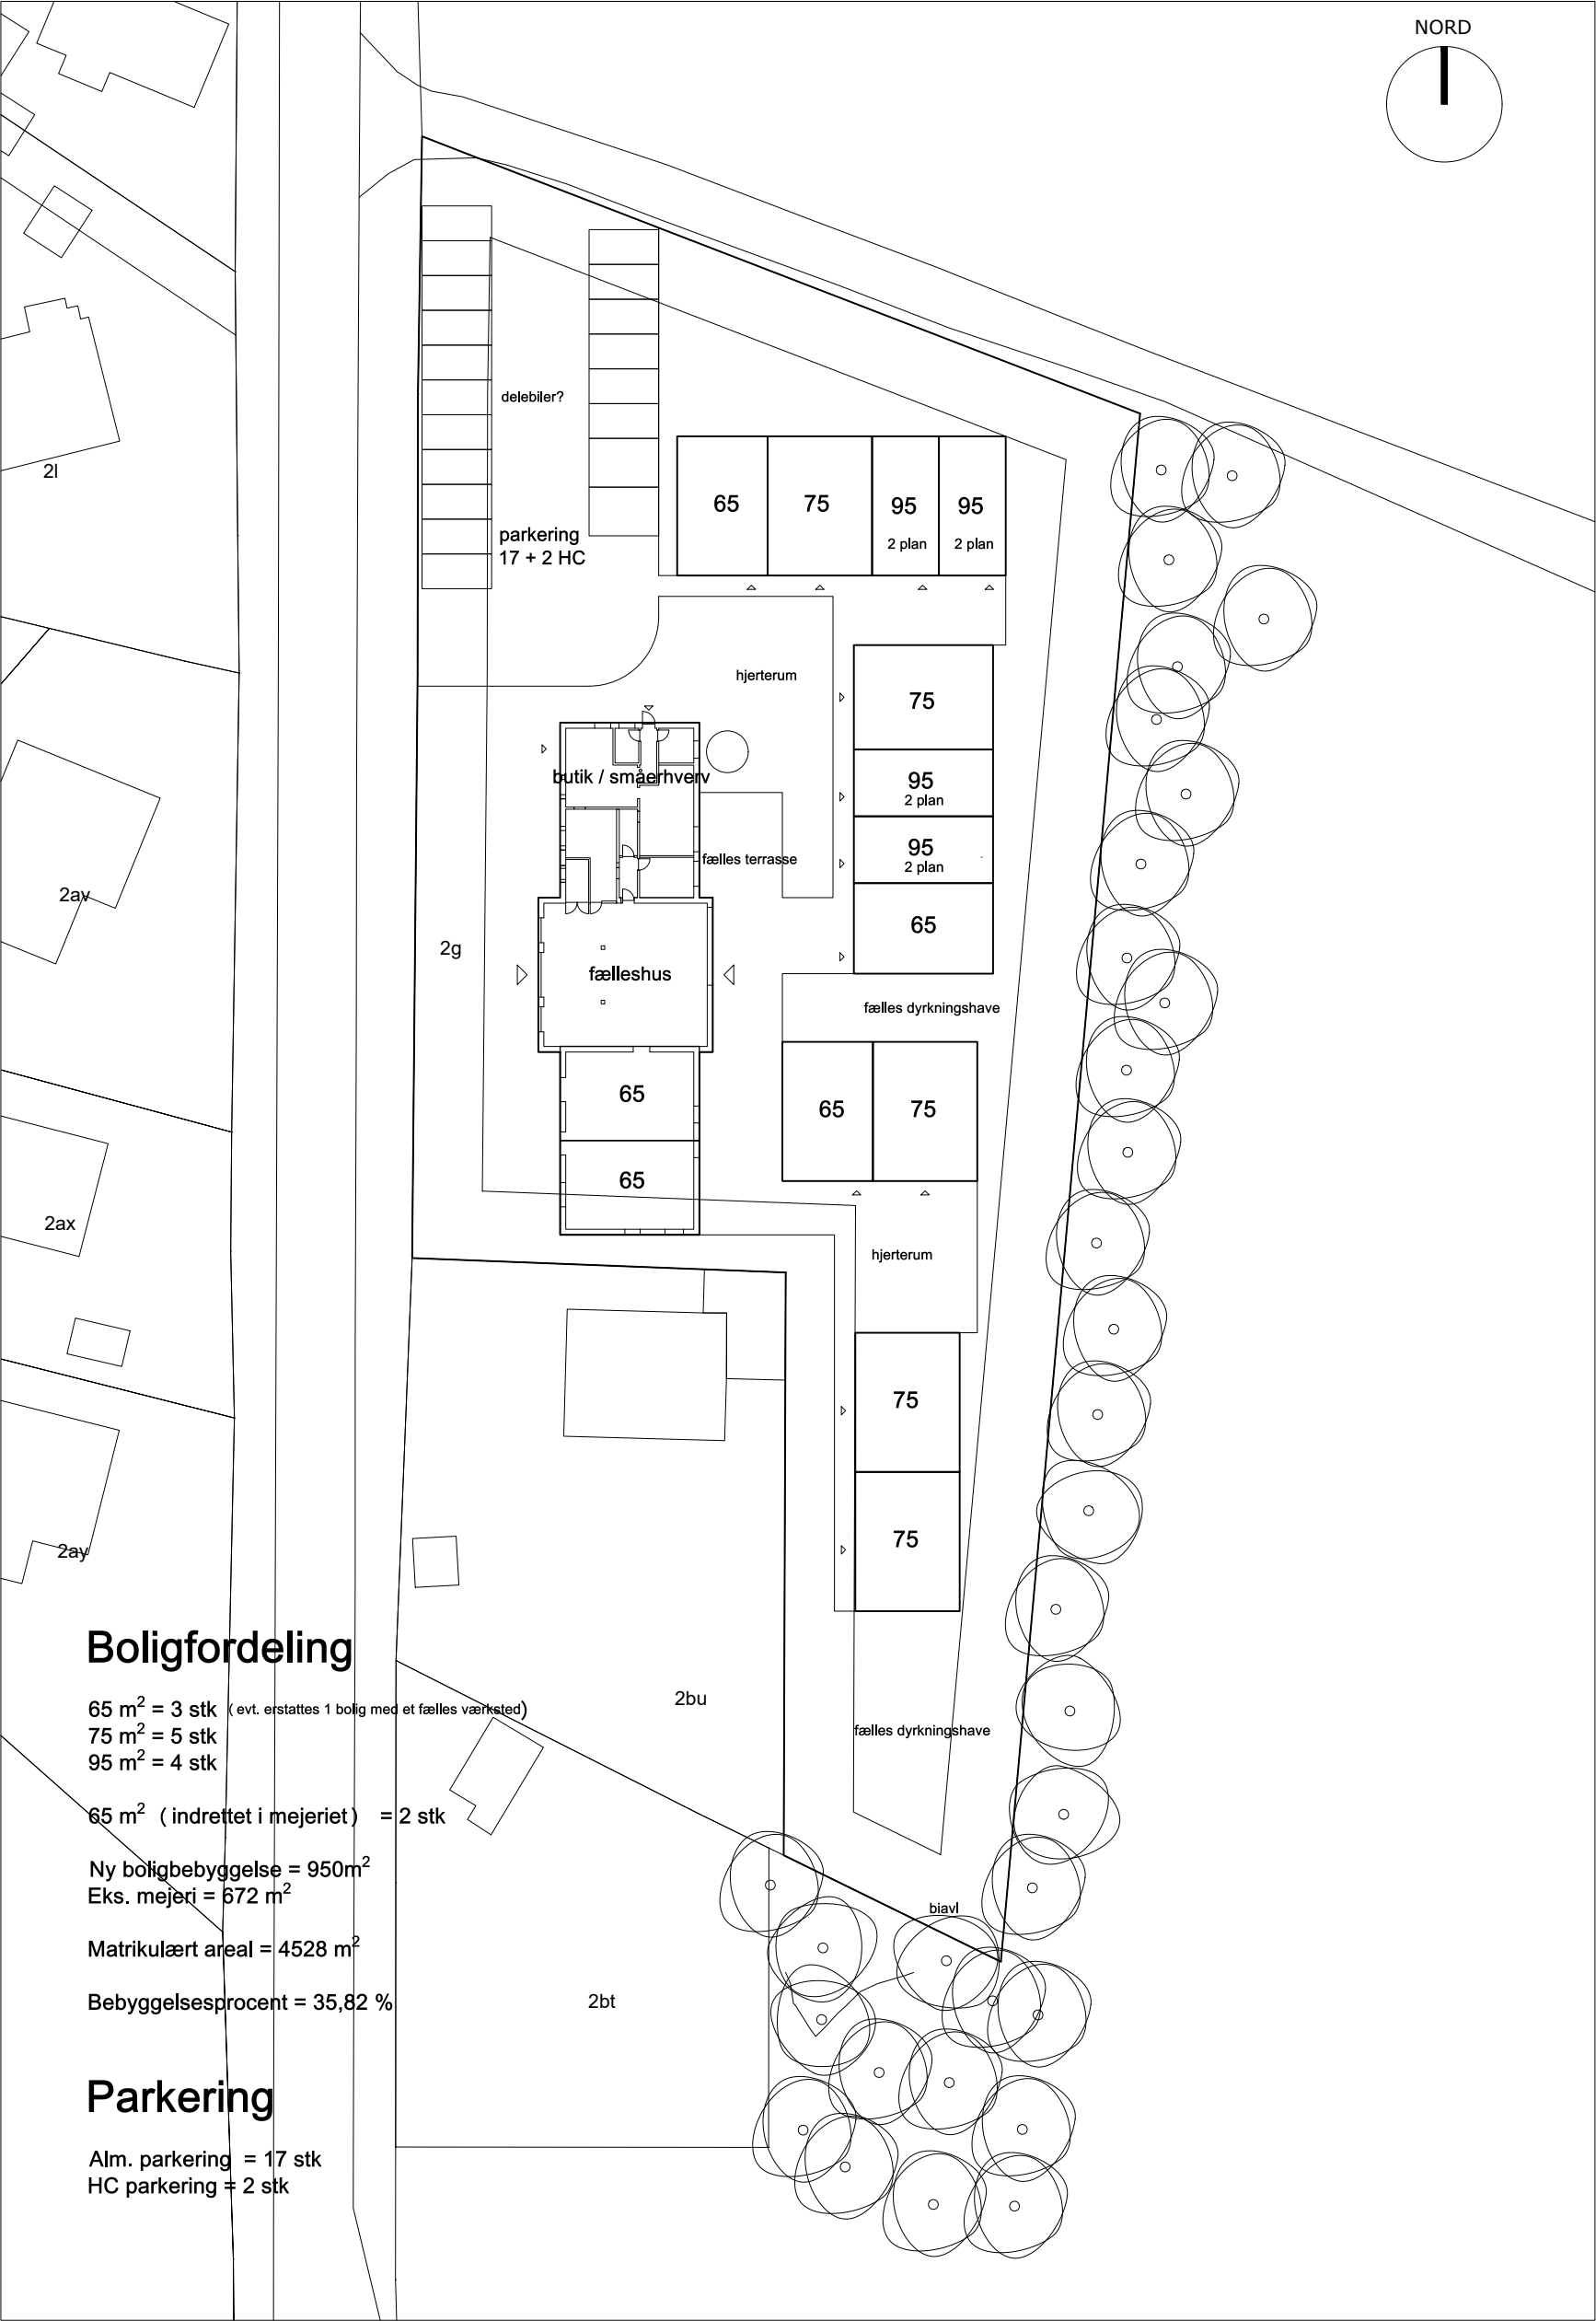 NORD
delebiler?
2l
65
75
95
95
2 plan
2 plan
parkering
17 + 2 HC
hjerterum
75
butik / småerhverv
95
2 plan
95
2 plan
fælles terrasse
2av
65
2g
fælleshus
fælles dyrkningshave
65
65
75
65
2ax
hjerterum
75
75
2ay
Boligfordeling
65 m² = 3 stk ( evt. erstattes 1 bolig med et fælles værksted)
75 m² = 5 stk
95 m² = 4 stk
65 m² ( indrettet i mejeriet ) = 2 stk
Ny boligbebyggelse = 950m²
Eks. mejeri = 672 m²
Matrikulært areal = 4528 m²
Bebyggelsesprocent = 35,82 %
2bu
fælles dyrkningshave
biavl
2bt
Parkering
Alm. parkering = 17 stk
HC parkering = 2 stk